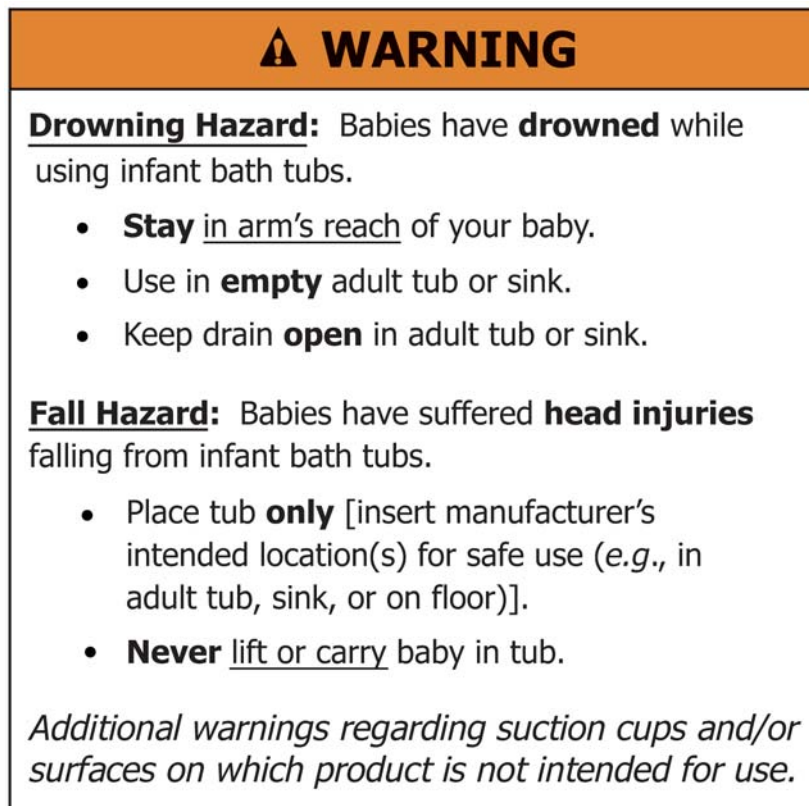 WARNING
Drowning Hazard: Babies have drowned while
using infant bath tubs.
• Stay in arm’s reach of your baby.
• Use in empty adult tub or sink.
• Keep drain open in adult tub or sink.
Fall Hazard: Babies have suffered head injuries
falling from infant bath tubs.
• Place tub only [insert manufacturer’s
intended location(s) for safe use (e.g., in
adult tub, sink, or on floor)].
• Never lift or carry baby in tub.
Additional warnings regarding suction cups and/or
surfaces on which product is not intended for use.